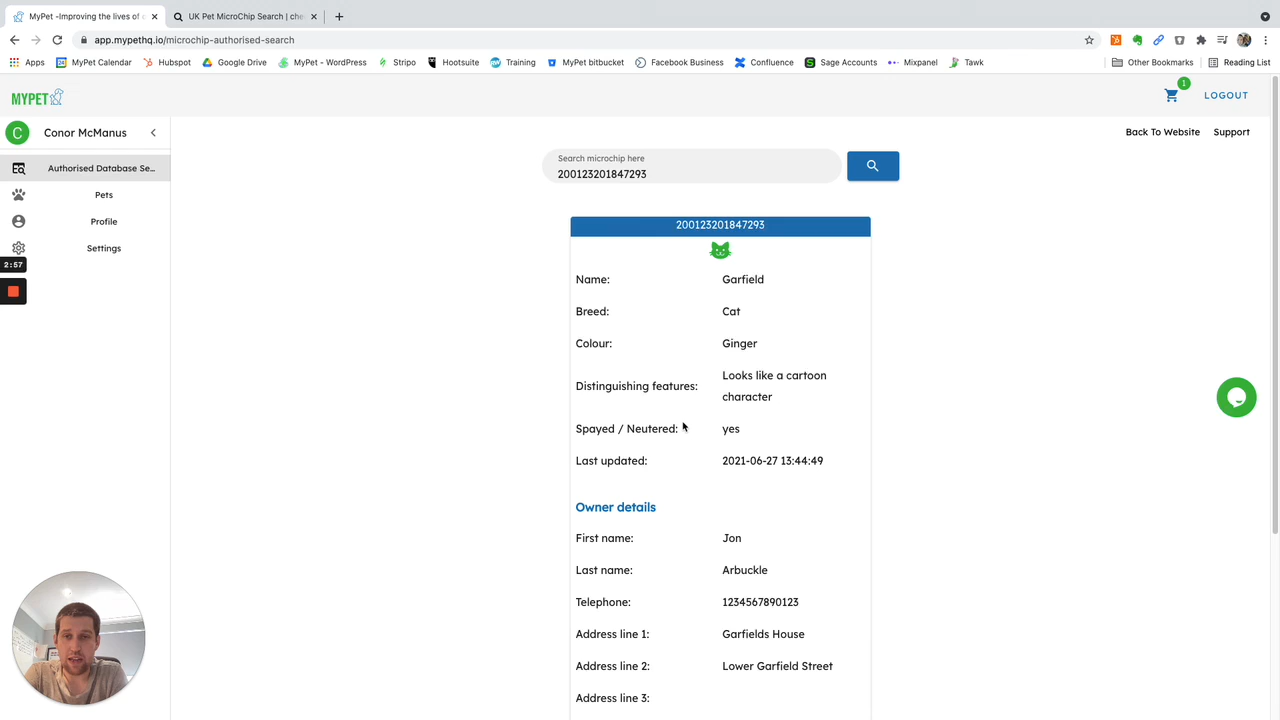 MyPet -Improving the lives of
UK Pet MicroChip Search | che
app.mypethq.io/microchip-authorised-search
Apps
MyPet Calendar
Hubspot
Google Drive
MyPet - WordPress
Stripo
Hootsuite
Training
MyPet bitbucket
Facebook Business
Confluence
Sage Accounts
Mixpanel
Tawk
Other Bookmarks
Reading List
MYPET
1
LOGOUT
C
Conor McManus
Back To Website
Support
Authorised Database Se...
Pets
Profile
Settings
2:57
Search microchip here
200123201847293
200123201847293
Name: Garfield
Breed: Cat
Colour: Ginger
Distinguishing features: Looks like a cartoon
character
Spayed / Neutered: yes
Last updated: 2021-06-27 13:44:49
Owner details
First name: Jon
Last name: Arbuckle
Telephone: 1234567890123
Address line 1: Garfields House
Address line 2: Lower Garfield Street
Address line 3: